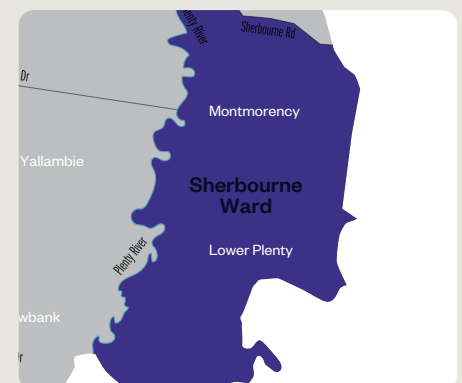 Plenty River
Sherbourne Rd
Dr
Montmorency
Yallambie
Sherbourne
Ward
Lower Plenty
Plenty River
wbank